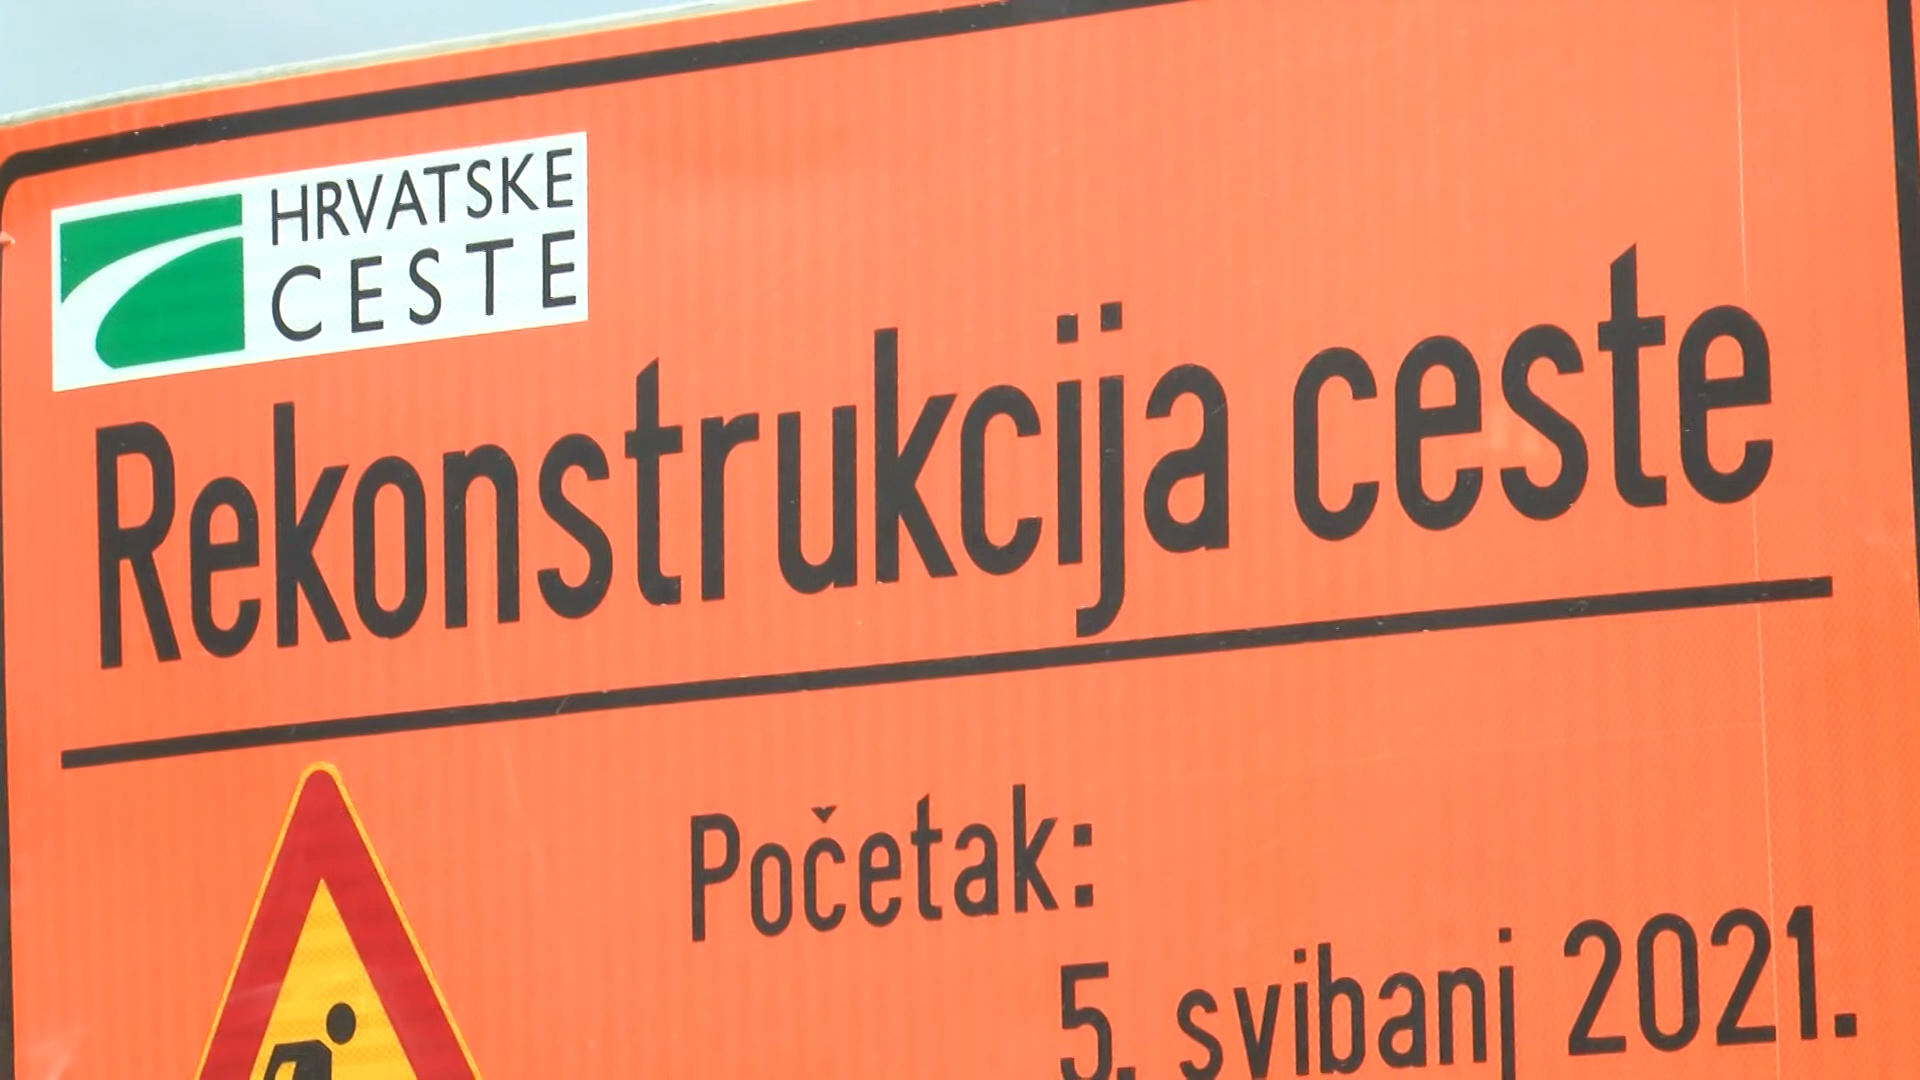 HRVATSKE
CESTE
Rekonstrukcija ceste
Početak:
5. svibanj 2021.